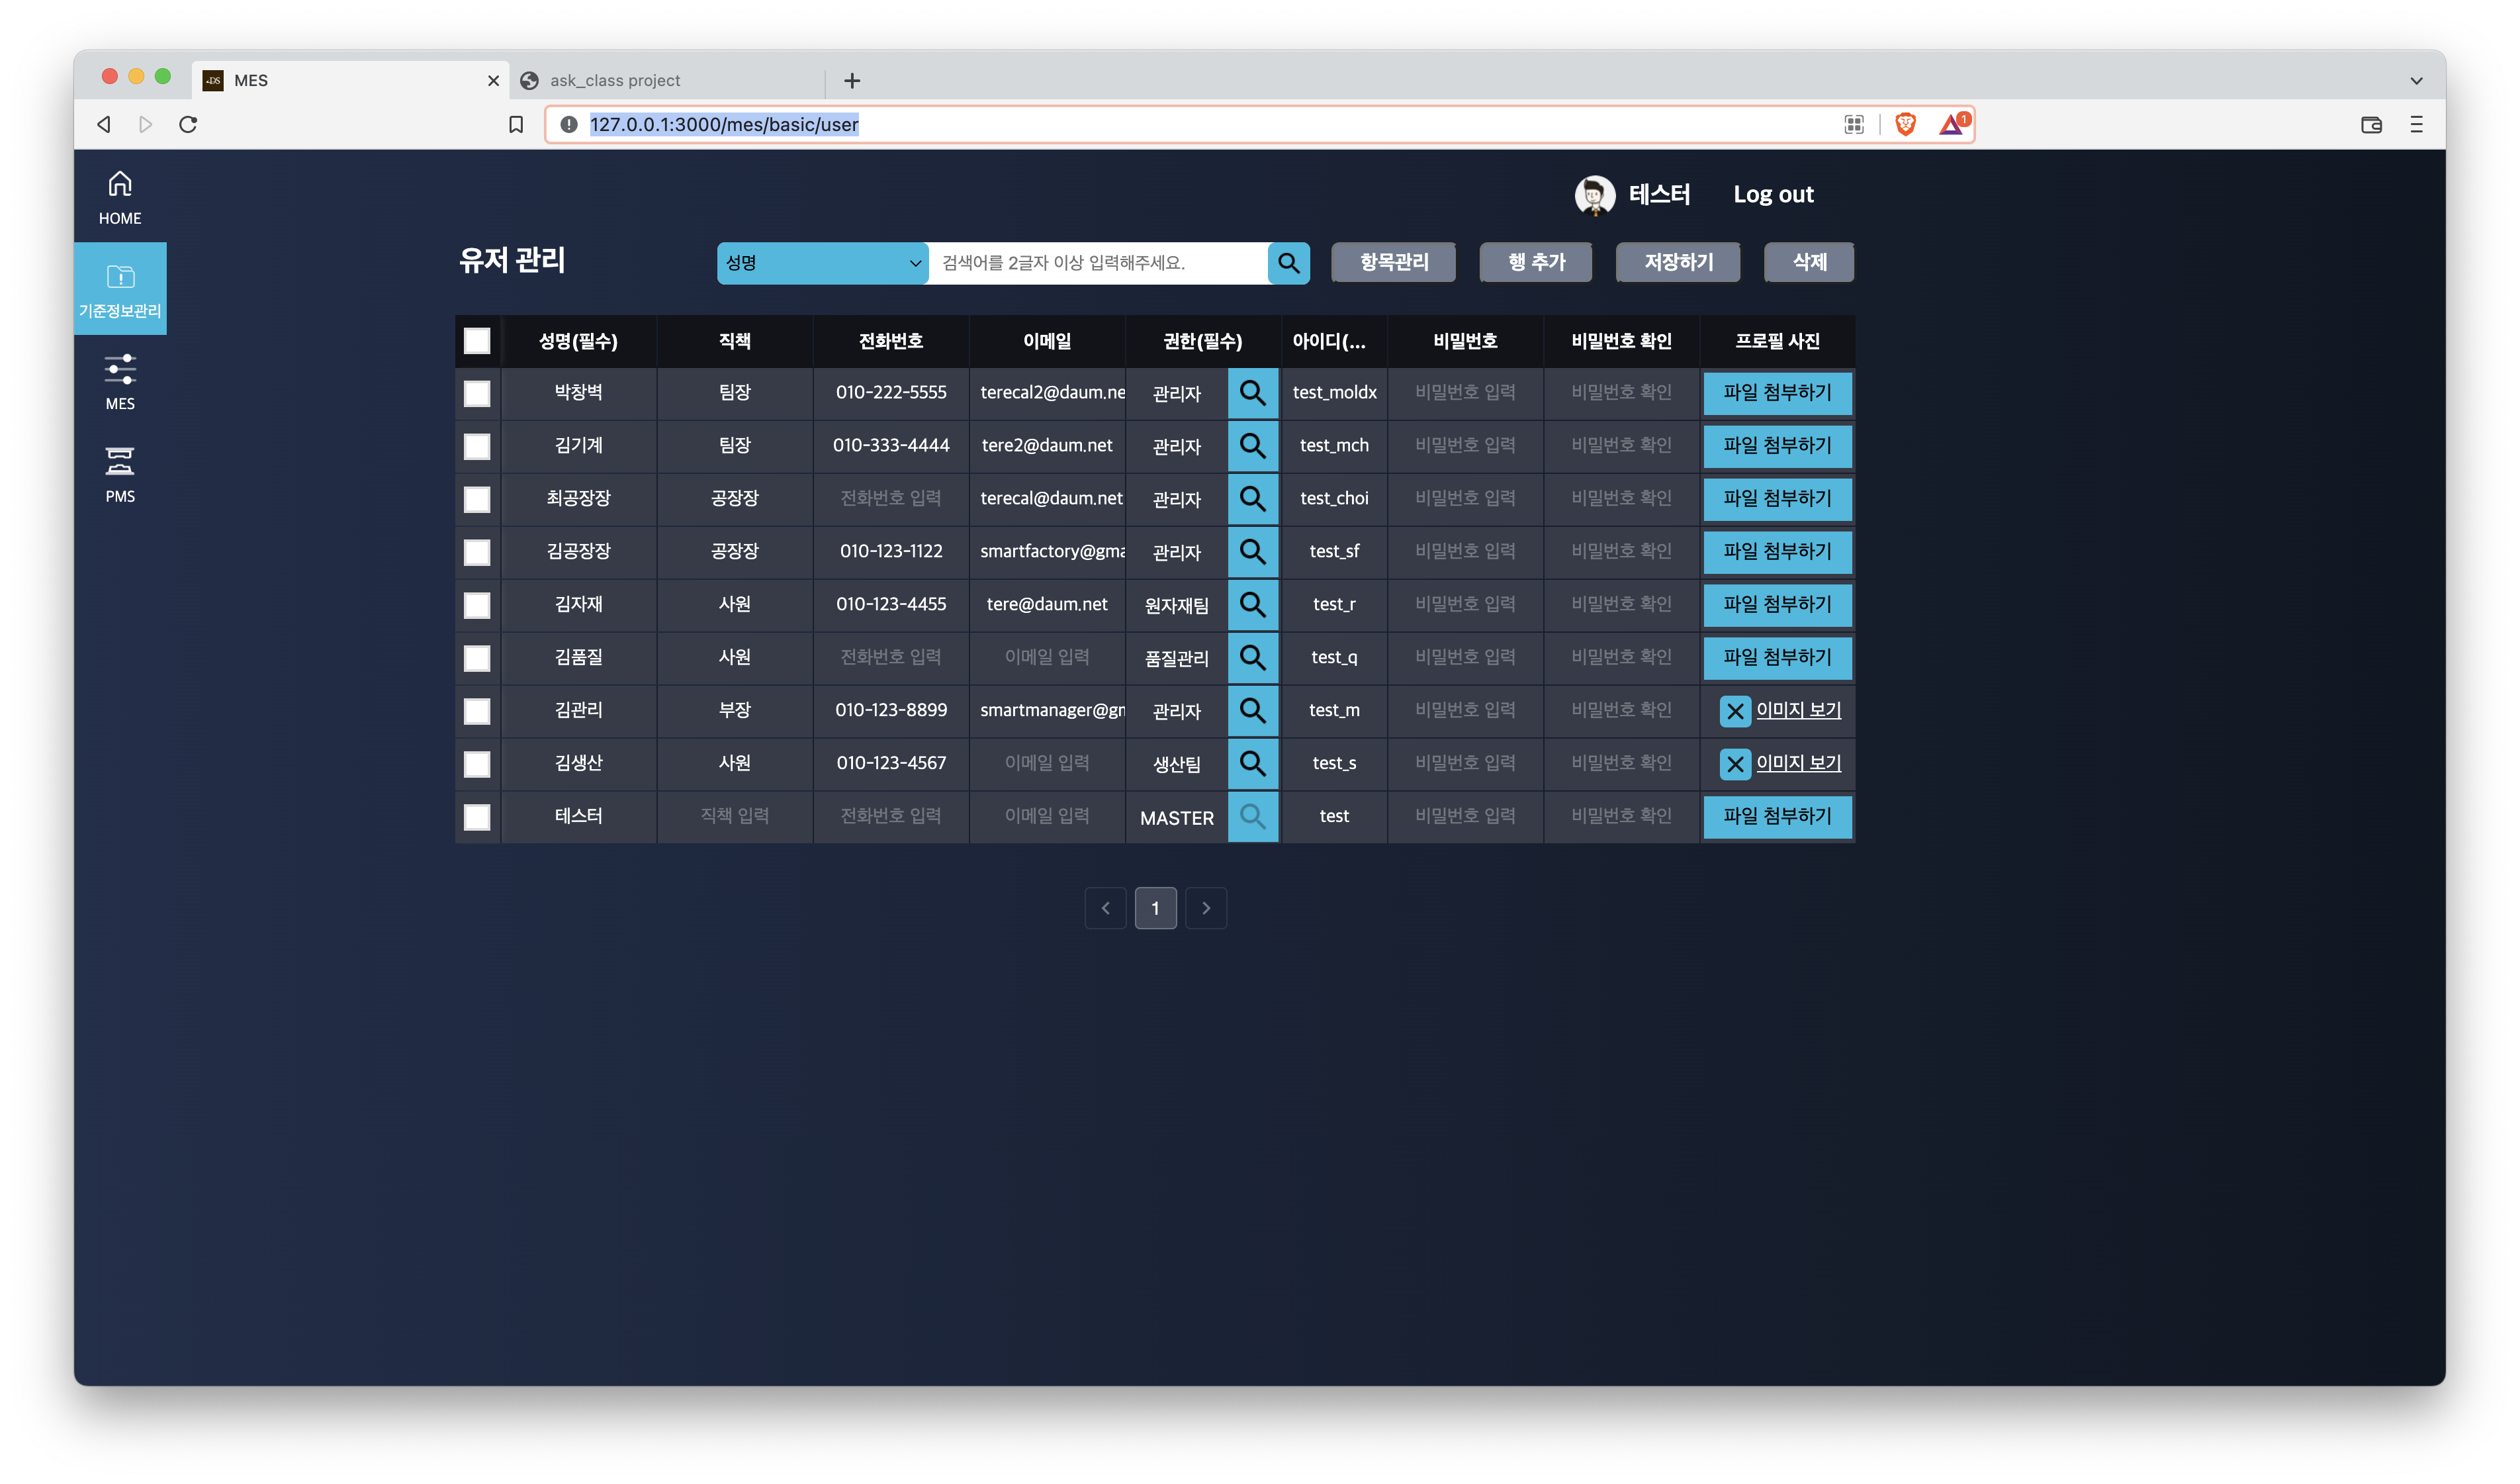 MES
ask_class project
127.0.0.1:3000/mes/basic/user
1
HOME
기준정보관리
MES
PMS
테스터 Log out
유저 관리 성명 검색어를 2글자 이상 입력해주세요. 항목관리 행 추가 저장하기 삭제
성명(필수) 직책 전화번호 이메일 권한(필수) 아이디(... 비밀번호 비밀번호 확인 프로필 사진
박창벽 팀장 010-222-5555 terecal2@daum.ne 관리자 test_moldx 비밀번호 입력 비밀번호 확인 파일 첨부하기
김기계 팀장 010-333-4444 tere2@daum.net 관리자 test_mch 비밀번호 입력 비밀번호 확인 파일 첨부하기
최공장장 공장장 전화번호 입력 terecal@daum.net 관리자 test_choi 비밀번호 입력 비밀번호 확인 파일 첨부하기
김공장장 공장장 010-123-1122 smartfactory@gma 관리자 test_sf 비밀번호 입력 비밀번호 확인 파일 첨부하기
김자재 사원 010-123-4455 tere@daum.net 원자재팀 test_r 비밀번호 입력 비밀번호 확인 파일 첨부하기
김품질 사원 전화번호 입력 이메일 입력 품질관리 test_q 비밀번호 입력 비밀번호 확인 파일 첨부하기
김관리 부장 010-123-8899 smartmanager@gm 관리자 test_m 비밀번호 입력 비밀번호 확인 이미지 보기
김생산 사원 010-123-4567 이메일 입력 생산팀 test_s 비밀번호 입력 비밀번호 확인 이미지 보기
테스터 직책 입력 전화번호 입력 이메일 입력 MASTER test 비밀번호 입력 비밀번호 확인 파일 첨부하기
1